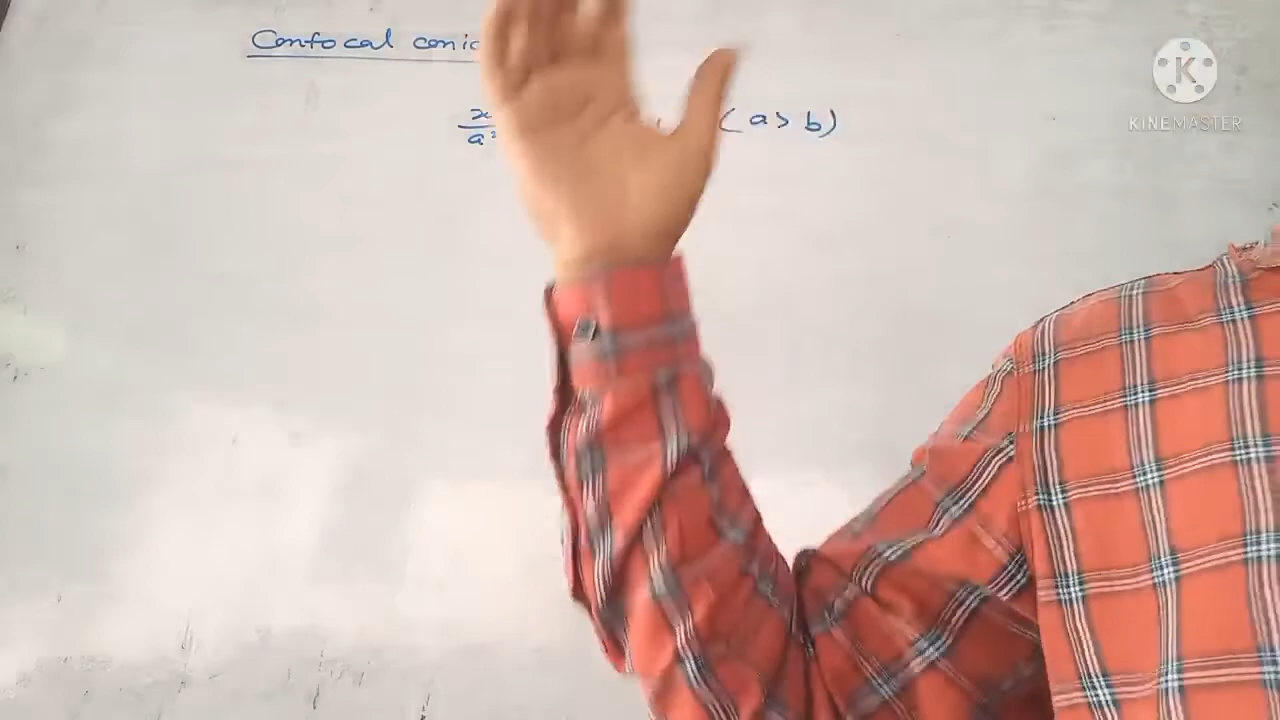 Confocal conic
x
a²
(a > b)
K
KINEMASTER